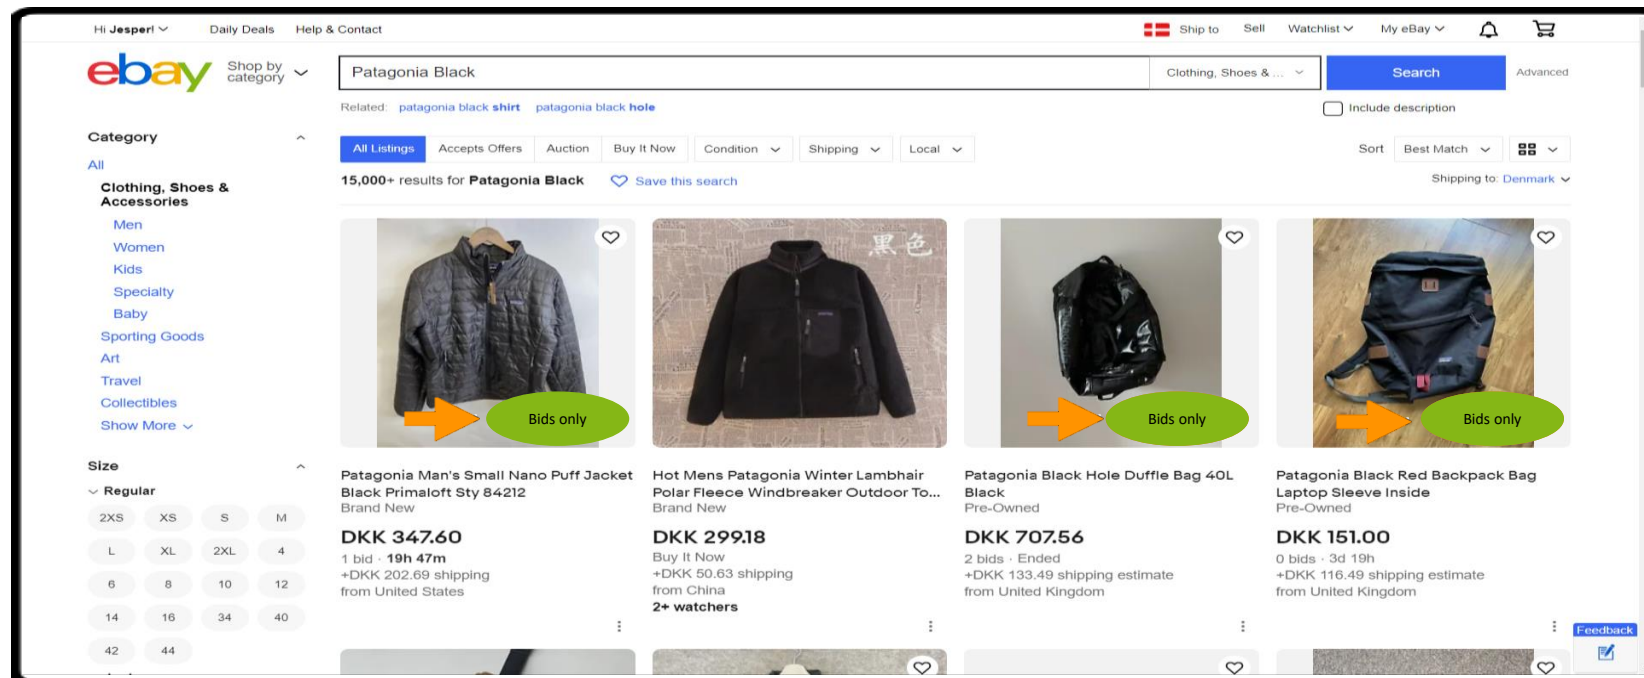 Hi Jesper!
Daily Deals
Help & Contact
Ship to
Sell
Watchlist
My eBay
ebay
Shop by category
Patagonia Black
Clothing, Shoes & ...
Search
Advanced
Related: patagonia black shirt patagonia black hole
Include description
Category
All
Clothing, Shoes &
Accessories
Men
Women
Kids
Specialty
Baby
Sporting Goods
Art
Travel
Collectibles
Show More
Size
Regular
2XS XS S M
L XL 2XL 4
6 8 10 12
14 16 34 40
42 44
All Listings
Accepts Offers
Auction
Buy It Now
Condition
Shipping
Local
Sort
Best Match
15,000+ results for Patagonia Black
Save this search
Shipping to: Denmark
Bids only
Patagonia Man's Small Nano Puff Jacket
Black Primaloft Sty 84212
Brand New
DKK 347.60
1 bid · 19h 47m
+DKK 202.69 shipping
from United States
黑色
Hot Mens Patagonia Winter Lambhair
Polar Fleece Windbreaker Outdoor To...
Brand New
DKK 299.18
Buy It Now
+DKK 50.63 shipping
from China
2+ watchers
Bids only
Patagonia Black Hole Duffle Bag 40L
Black
Pre-Owned
DKK 707.56
2 bids · Ended
+DKK 133.49 shipping estimate
from United Kingdom
Bids only
Patagonia Black Red Backpack Bag
Laptop Sleeve Inside
Pre-Owned
DKK 151.00
0 bids · 3d 19h
+DKK 116.49 shipping estimate
from United Kingdom
Feedback